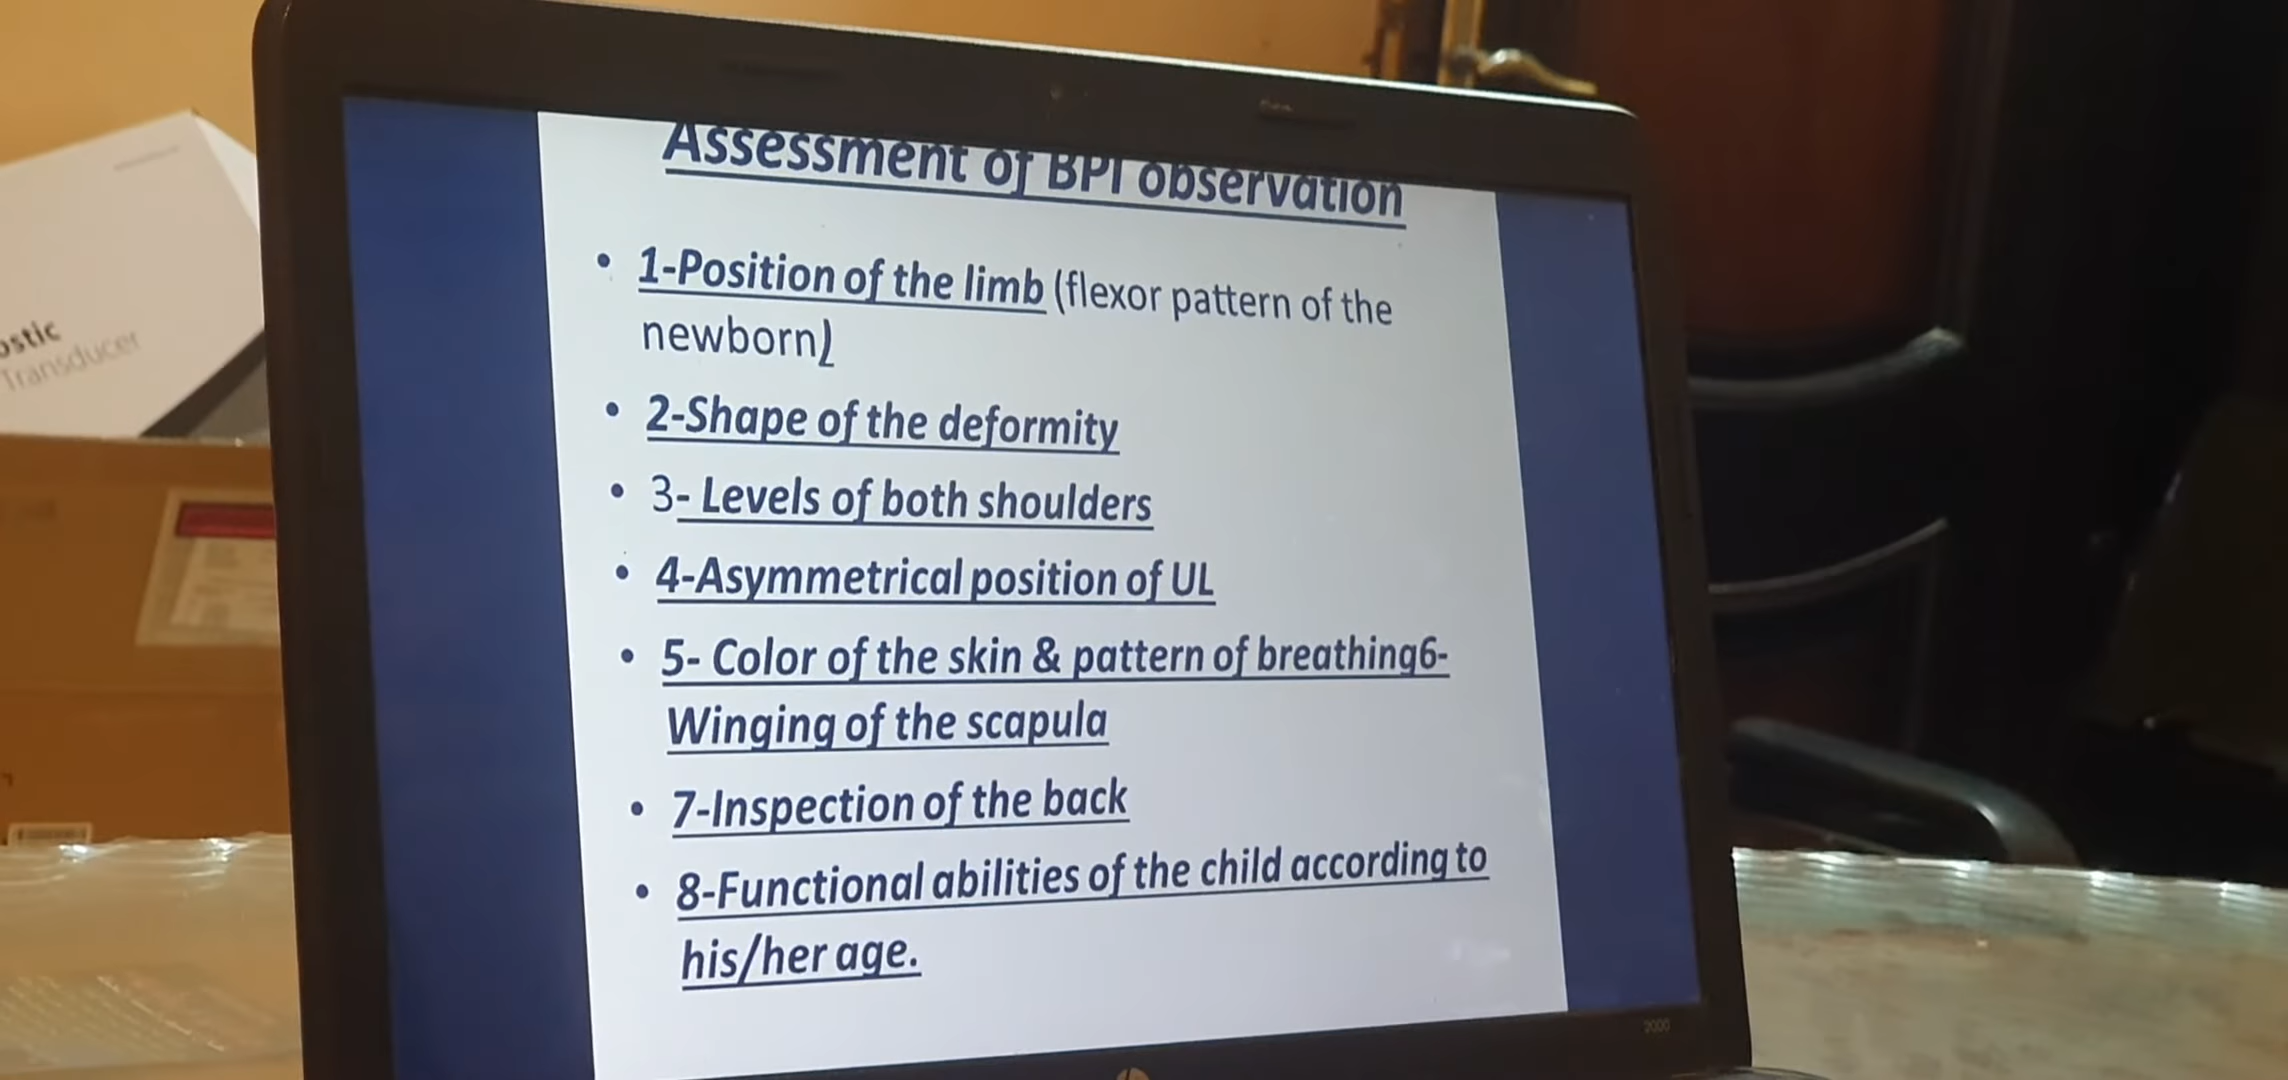 ostic
Transducer
Assessment of BPI observation
• 1-Position of the limb (flexor pattern of the
newborn)
• 2-Shape of the deformity
• 3- Levels of both shoulders
• 4-Asymmetrical position of UL
• 5- Color of the skin & pattern of breathing6-
Winging of the scapula
• 7-Inspection of the back
• 8-Functional abilities of the child according to
his/her age.
2000
hp